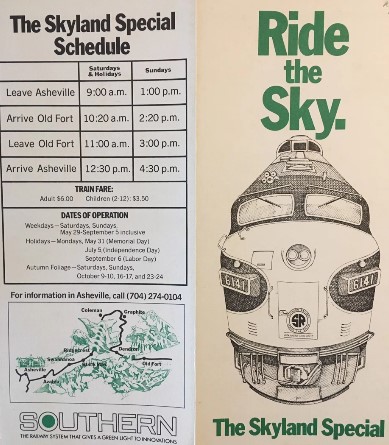 The Skyland Special
Schedule
Saturdays
& Holidays
Sundays
Leave Asheville 9:00 a.m. 1:00 p.m.
Arrive Old Fort 10:20 a.m. 2:20 p.m.
Leave Old Fort 11:00 a.m. 3:00 p.m.
Arrive Asheville 12:30 p.m. 4:30 p.m.
TRAIN FARE:
Adult $6.00 Children (2-12): $3.50
DATES OF OPERATION
Weekdays—Saturdays, Sundays,
May 29-September 5 inclusive
Holidays—Mondays, May 31 (Memorial Day)
July 5 (Independence Day)
September 6 (Labor Day)
Autumn Foliage—Saturdays, Sundays,
October 9-10, 16-17, and 23-24
For information in Asheville, call (704) 274-0104
Coleman
Graphite
Ridgecrest
Dendron
Swannanoa
Old Fort
Asheville
SOUTHERN
THE RAILWAY SYSTEM THAT GIVES A GREEN LIGHT TO INNOVATIONS
Ride
the
Sky.
6141
6141
SR
The Skyland Special